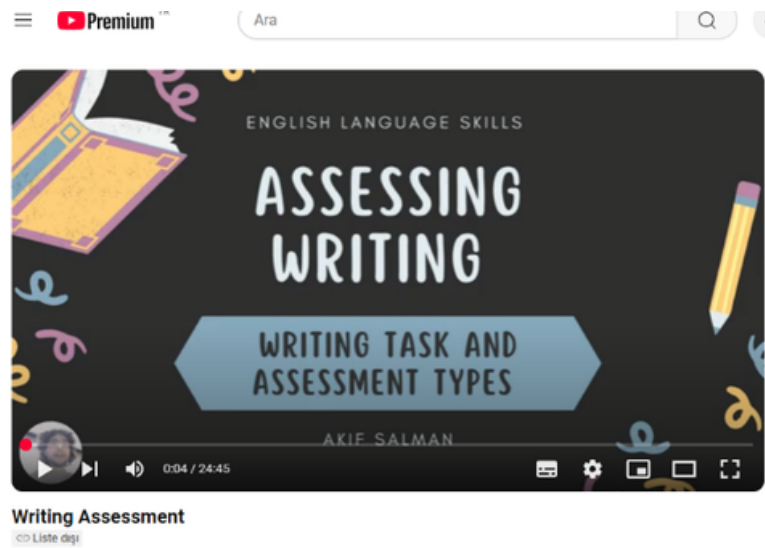 Premium
Ara
ENGLISH LANGUAGE SKILLS
ASSESSING
WRITING
WRITING TASK AND
ASSESSMENT TYPES
AKIF SALMAN
0:04 / 24:45
Writing Assessment
Liste dışı